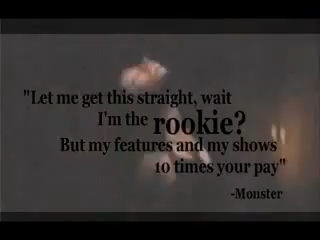 "Let me get this straight, wait
I'm the rookie?
But my features and my shows
10 times your pay"
-Monster